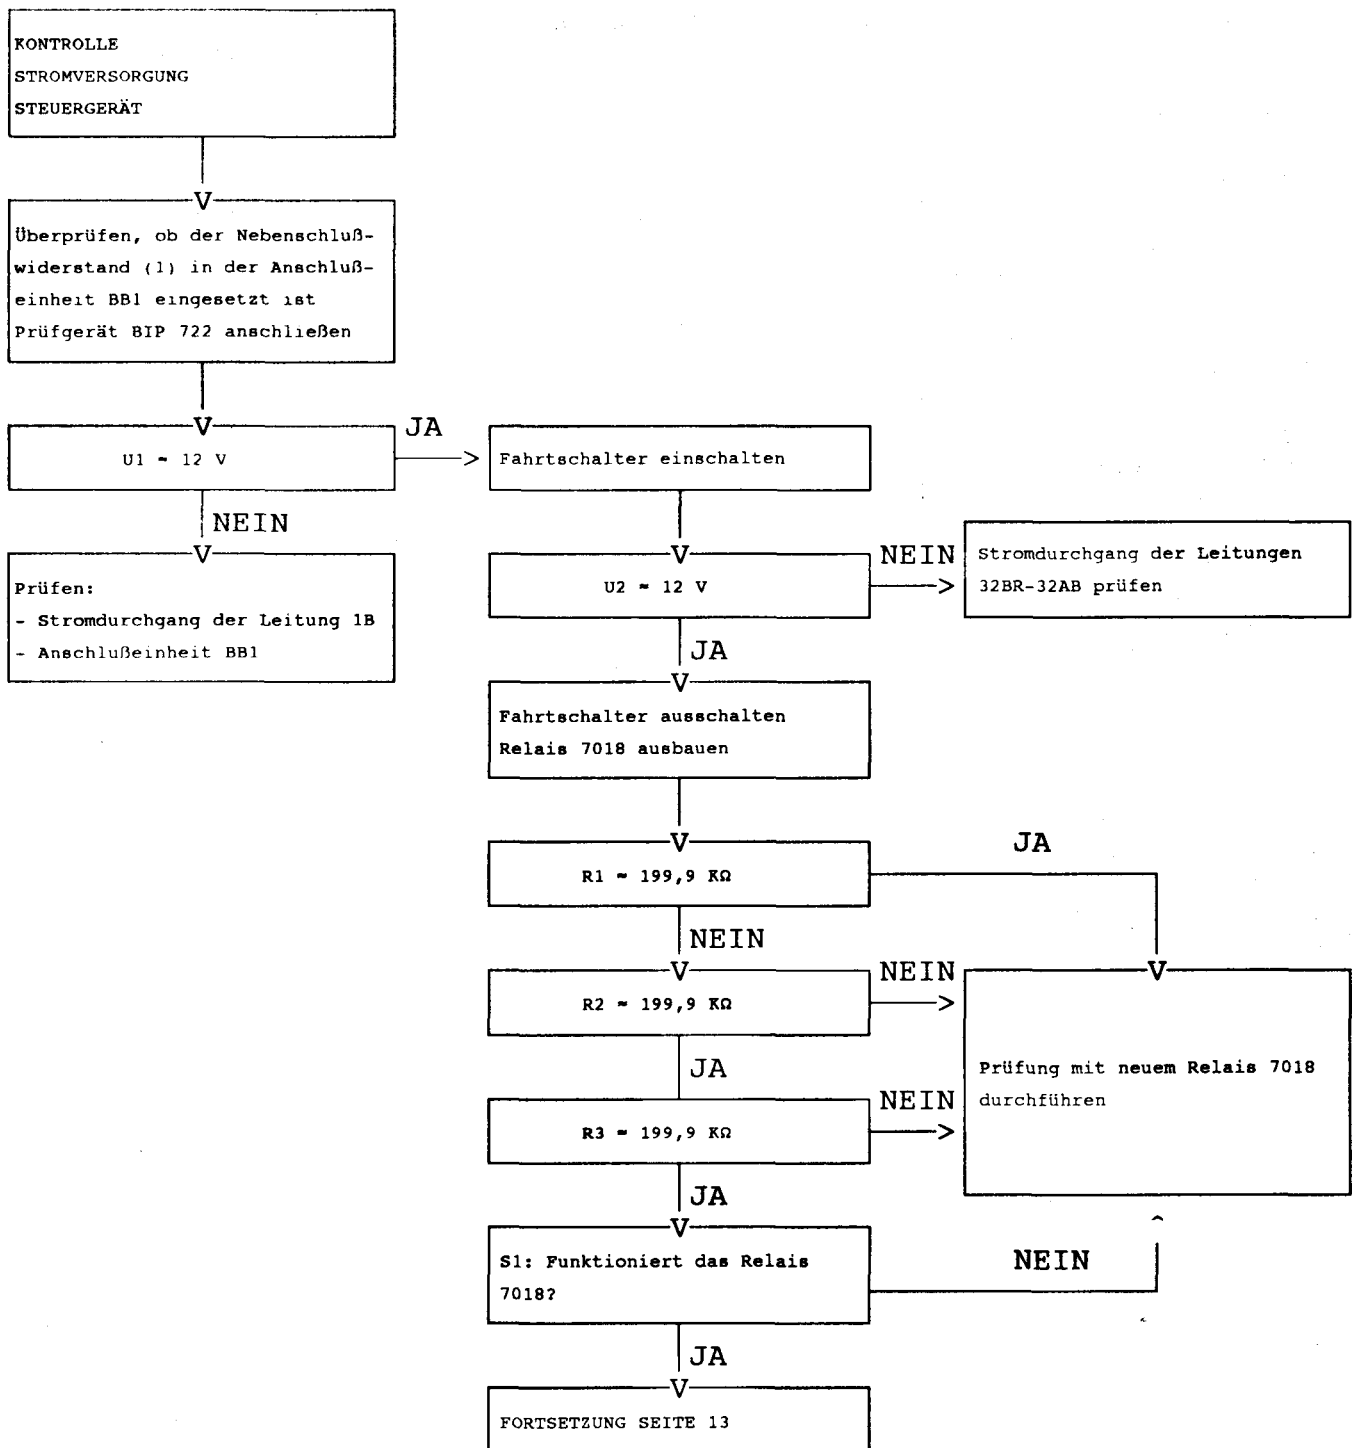 KONTROLLE
STROMVERSORGUNG
STEUERGERÄT
V
Überprüfen, ob der Nebenschluß-
widerstand (1) in der Anschluß-
einheit BB1 eingesetzt ist
Prüfgerät BIP 722 anschließen
V
U1 ≈ 12 V
JA
>
Fahrtschalter einschalten
NEIN
V
Prüfen:
- Stromdurchgang der Leitung 1B
- Anschlußeinheit BB1
V
U2 ≈ 12 V
NEIN
>
Stromdurchgang der Leitungen
32BR-32AB prüfen
JA
V
Fahrtschalter ausschalten
Relais 7018 ausbauen
V
R1 ≈ 199,9 KΩ
JA
V
NEIN
V
R2 ≈ 199,9 KΩ
NEIN
>
Prüfung mit neuem Relais 7018
durchführen
JA
R3 ≈ 199,9 KΩ
NEIN
>
JA
V
S1: Funktioniert das Relais
7018?
NEIN
^
JA
V
FORTSETZUNG SEITE 13